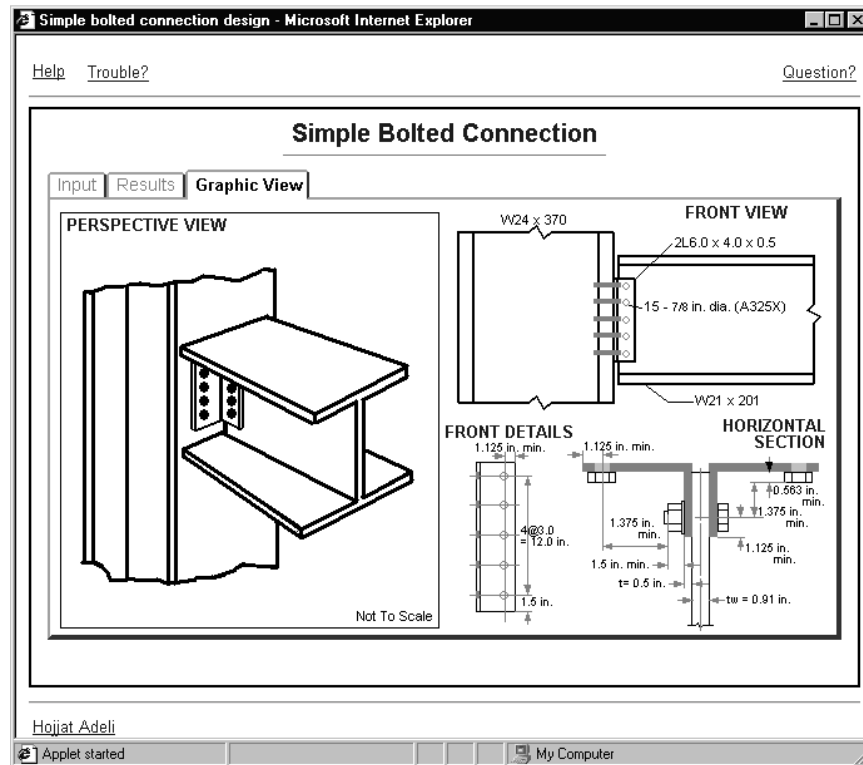 Simple bolted connection design - Microsoft Internet Explorer
Help Trouble? Question?
Simple Bolted Connection
Input Results Graphic View
PERSPECTIVE VIEW
Not To Scale
FRONT VIEW
W24 x 370
2L6.0 x 4.0 x 0.5
15 - 7/8 in. dia. (A325X)
W21 x 201
FRONT DETAILS
1.125 in. min.
4@3.0
= 12.0 in.
1.5 in.
HORIZONTAL
SECTION
1.125 in. min.
0.563 in.
min.
1.375 in.
min.
1.375 in.
min.
1.125 in.
min.
1.5 in. min.
t= 0.5 in.
tw = 0.91 in.
Hojjat Adeli
Applet started My Computer